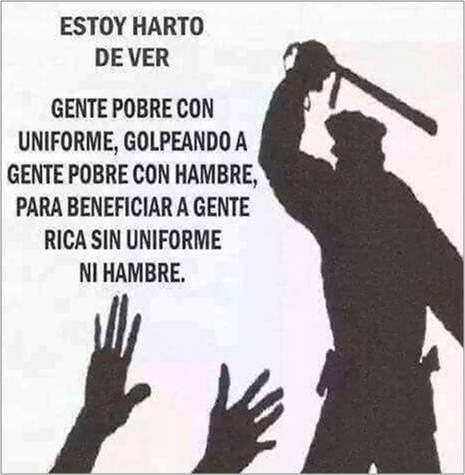 ESTOY HARTO
DE VER
GENTE POBRE CON
UNIFORME, GOLPEANDO A
GENTE POBRE CON HAMBRE,
PARA BENEFICIAR A GENTE
RICA SIN UNIFORME
NI HAMBRE.